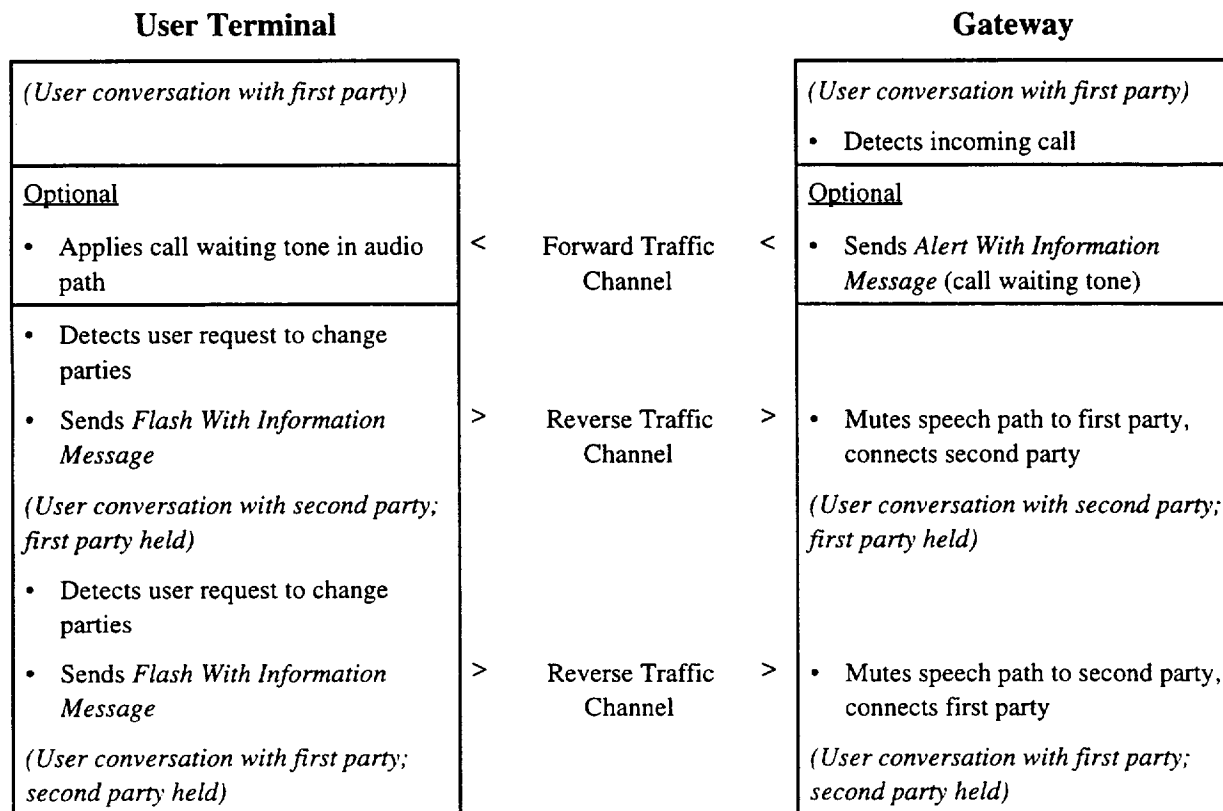 User Terminal
Gateway
(User conversation with first party)
(User conversation with first party)
• Detects incoming call
Optional
• Applies call waiting tone in audio
path
<
Forward Traffic
Channel
<
Optional
• Sends Alert With Information
Message (call waiting tone)
• Detects user request to change
parties
• Sends Flash With Information
Message
>
Reverse Traffic
Channel
>
• Mutes speech path to first party,
connects second party
(User conversation with second party;
first party held)
(User conversation with second party;
first party held)
• Detects user request to change
parties
• Sends Flash With Information
Message
>
Reverse Traffic
Channel
>
• Mutes speech path to second party,
connects first party
(User conversation with first party;
second party held)
(User conversation with first party;
second party held)